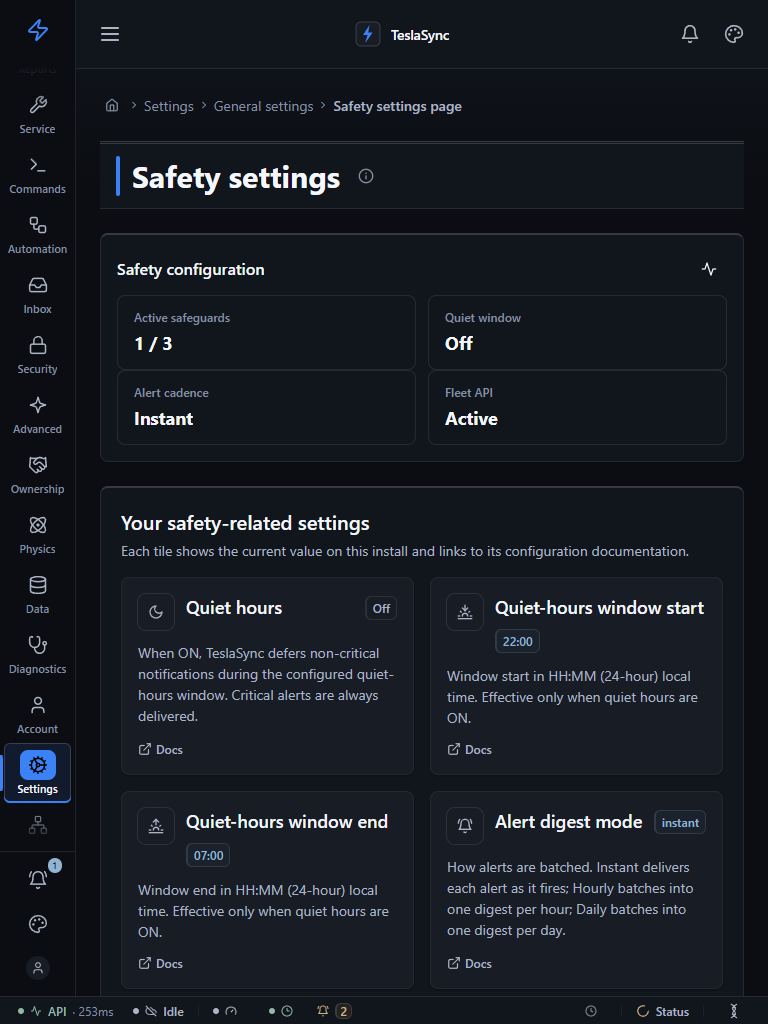 TeslaSync
Reports
Service
Commands
Automation
Inbox
Security
Advanced
Ownership
Physics
Data
Diagnostics
Account
Settings
1
Settings > General settings > Safety settings page
Safety settings
Safety configuration
Active safeguards
1 / 3
Quiet window
Off
Alert cadence
Instant
Fleet API
Active
Your safety-related settings
Each tile shows the current value on this install and links to its configuration documentation.
Quiet hours
Off
When ON, TeslaSync defers non-critical
notifications during the configured quiet-
hours window. Critical alerts are always
delivered.
Docs
Quiet-hours window start
22:00
Window start in HH:MM (24-hour) local
time. Effective only when quiet hours are
ON.
Docs
Quiet-hours window end
07:00
Window end in HH:MM (24-hour) local
time. Effective only when quiet hours are
ON.
Docs
Alert digest mode
instant
How alerts are batched. Instant delivers
each alert as it fires; Hourly batches into
one digest per hour; Daily batches into
one digest per day.
Docs
API · 253ms
Idle
2
Status